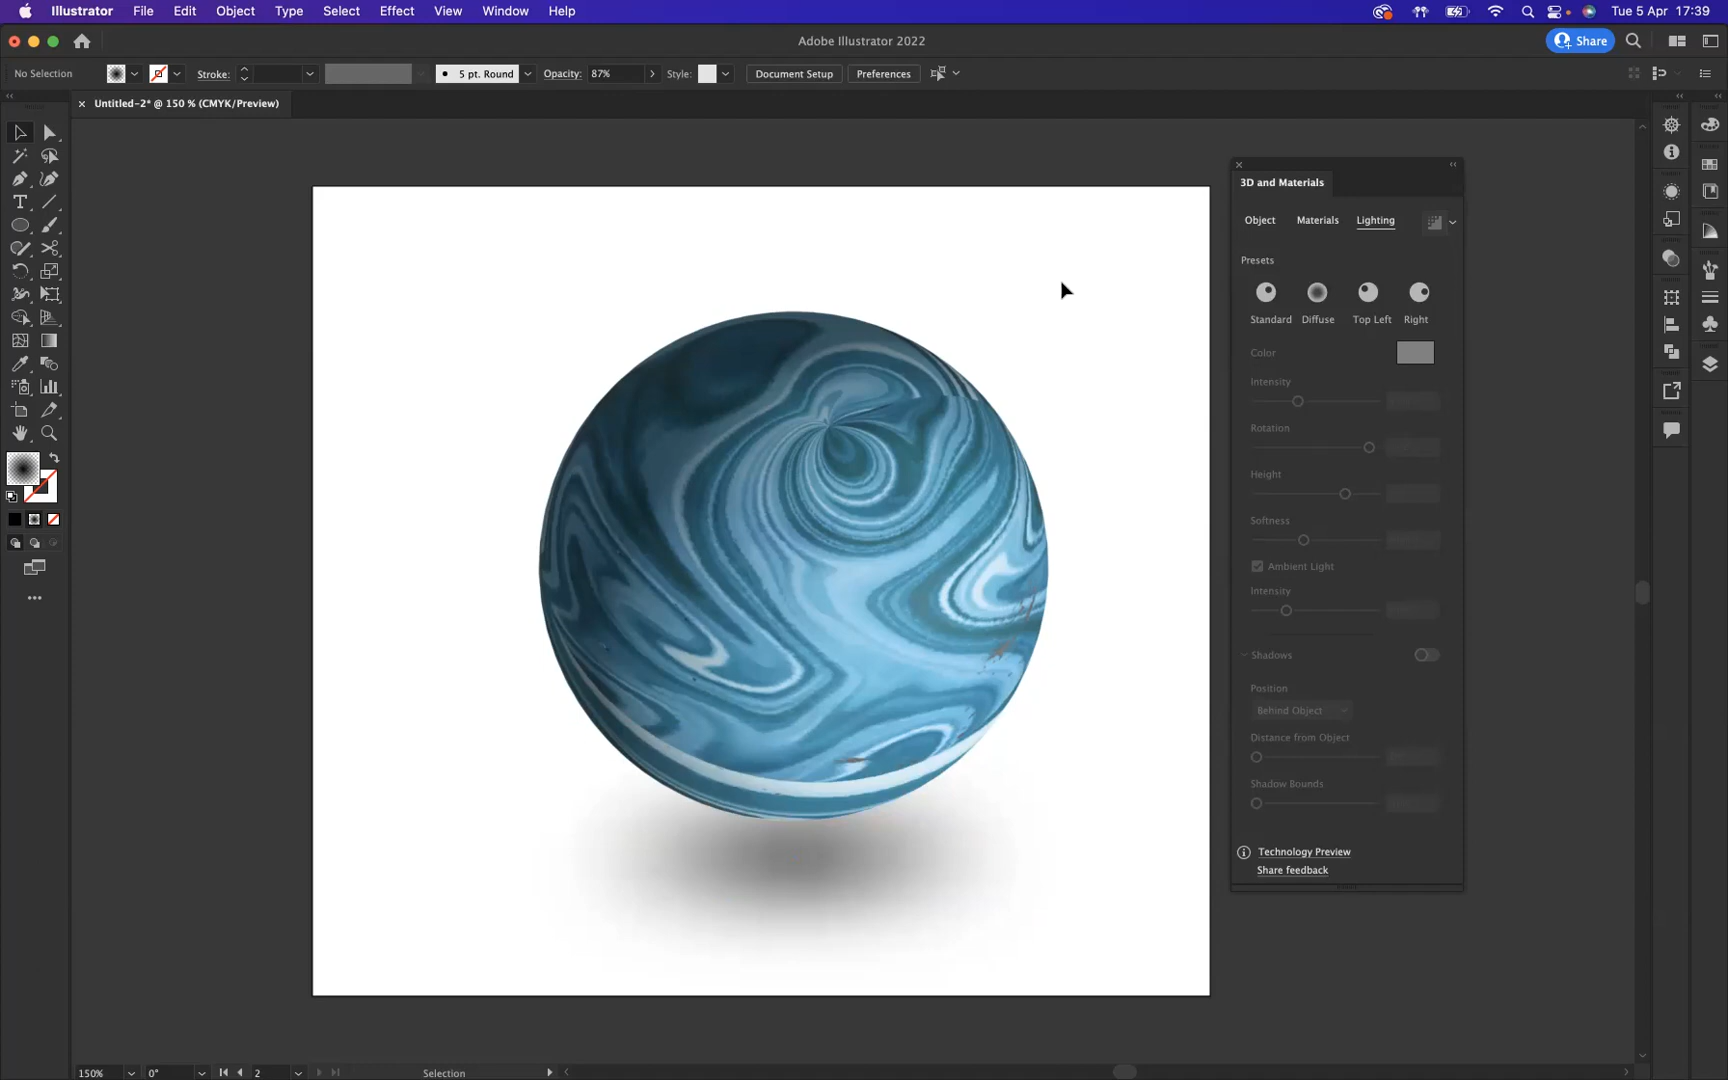 Illustrator File Edit Object Type Select Effect View Window Help
Tue 5 Apr 17:39
Adobe Illustrator 2022
Share
No Selection
Stroke:
5 pt. Round
Opacity: 87%
Style:
Document Setup
Preferences
Untitled-2* @ 150 % (CMYK/Preview)
3D and Materials
Object Materials Lighting
Presets
Standard Diffuse Top Left Right
Color
Intensity
Rotation
Height
Softness
Ambient Light
Intensity
Shadows
Position
Behind Object
Distance from Object
Shadow Bounds
Technology Preview
Share feedback
150% 0° 2 Selection